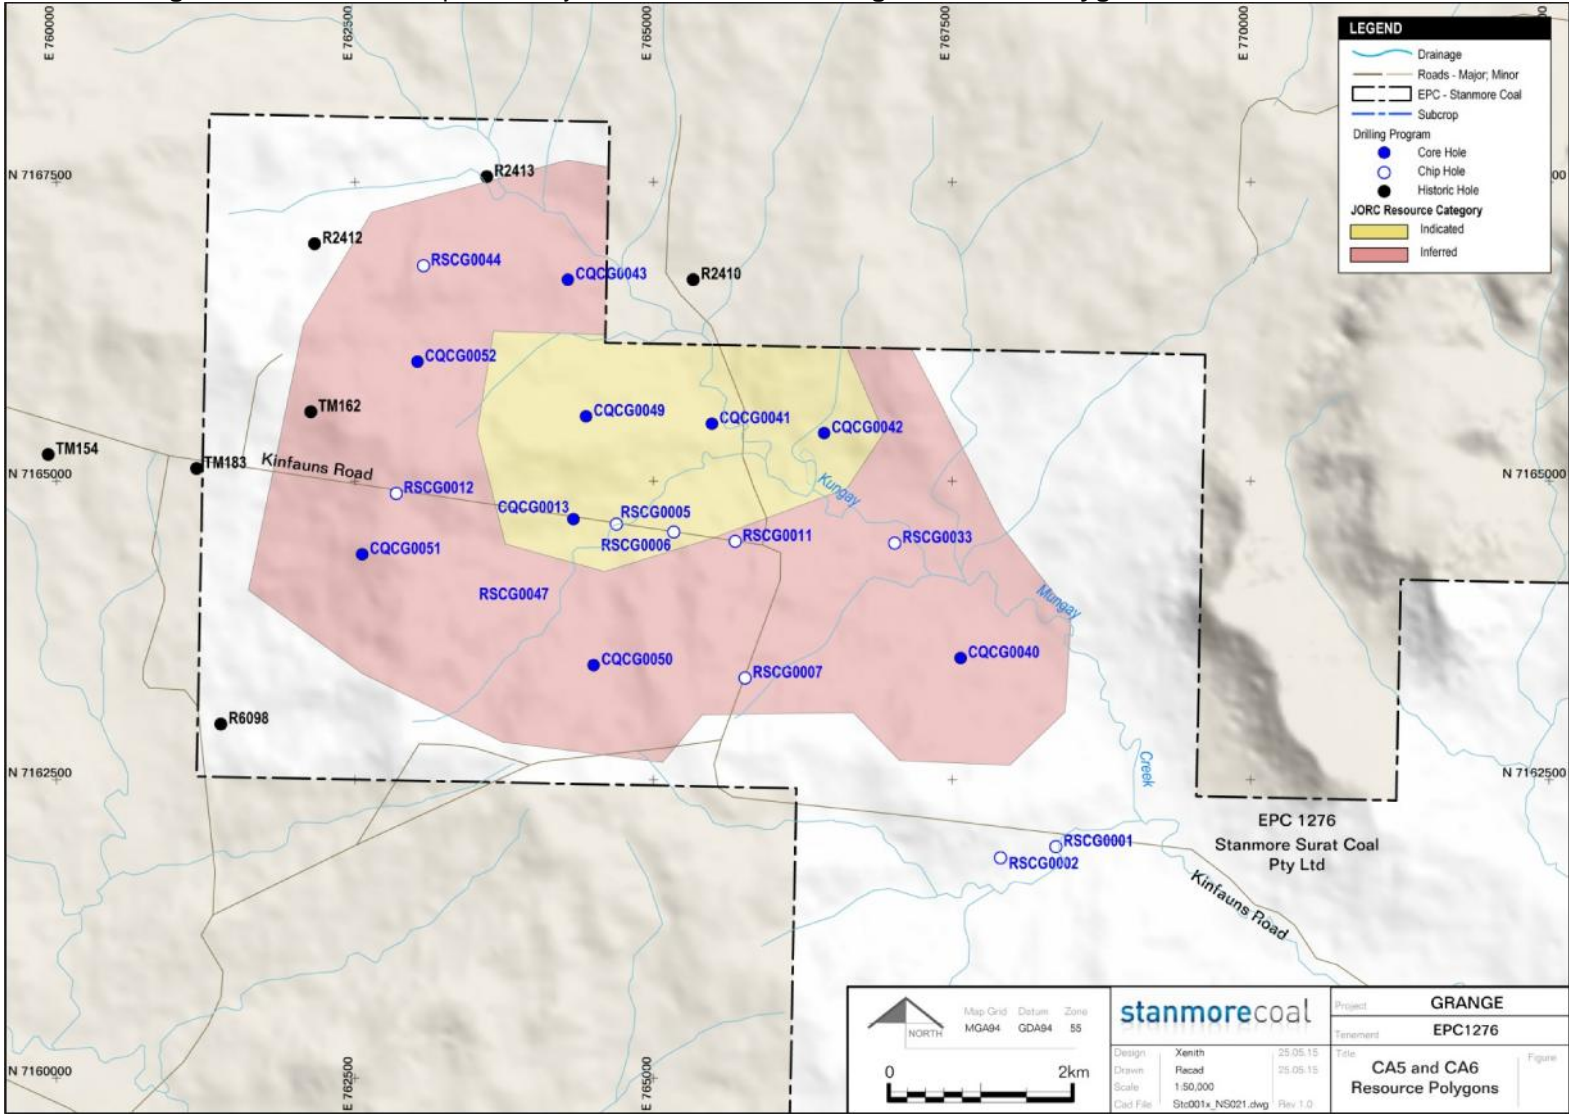 E 760000
E 762500
E 765000
E 767500
E 770000
LEGEND
Drainage
Roads - Major; Minor
EPC - Stanmore Coal
Subcrop
Drilling Program
Core Hole
Chip Hole
Historic Hole
JORC Resource Category
Indicated
Inferred
N 7167500
R2413
R2412
RSCG0044
CQCG0043
R2410
CQCG0052
TM162
CQCG0049
CQCG0041
CQCG0042
TM154
TM183
Kinfauns Road
N 7165000
N 7165000
RSCG0012
Kungay
CQCG0013
RSCG0005
RSCG0006
RSCG0011
RSCG0033
CQCG0051
RSCG0047
Mungay
CQCG0050
RSCG0007
CQCG0040
R6098
Creek
N 7162500
N 7162500
EPC 1276
Stanmore Surat Coal
Pty Ltd
RSCG0001
RSCG0002
Kinfauns Road
N 7160000
E 762500
E 765000
NORTH
Map Grid Datum Zone
MGA94 GDA94 55
0 2km
stanmorecoal
Design Xenith 25.05.15
Drawn Racad 25.05.15
Scale 1:50,000
Cad File Stc001x_NS021.dwg Rev 1.0
Project GRANGE
Tenement EPC1276
Title Figure
CA5 and CA6
Resource Polygons